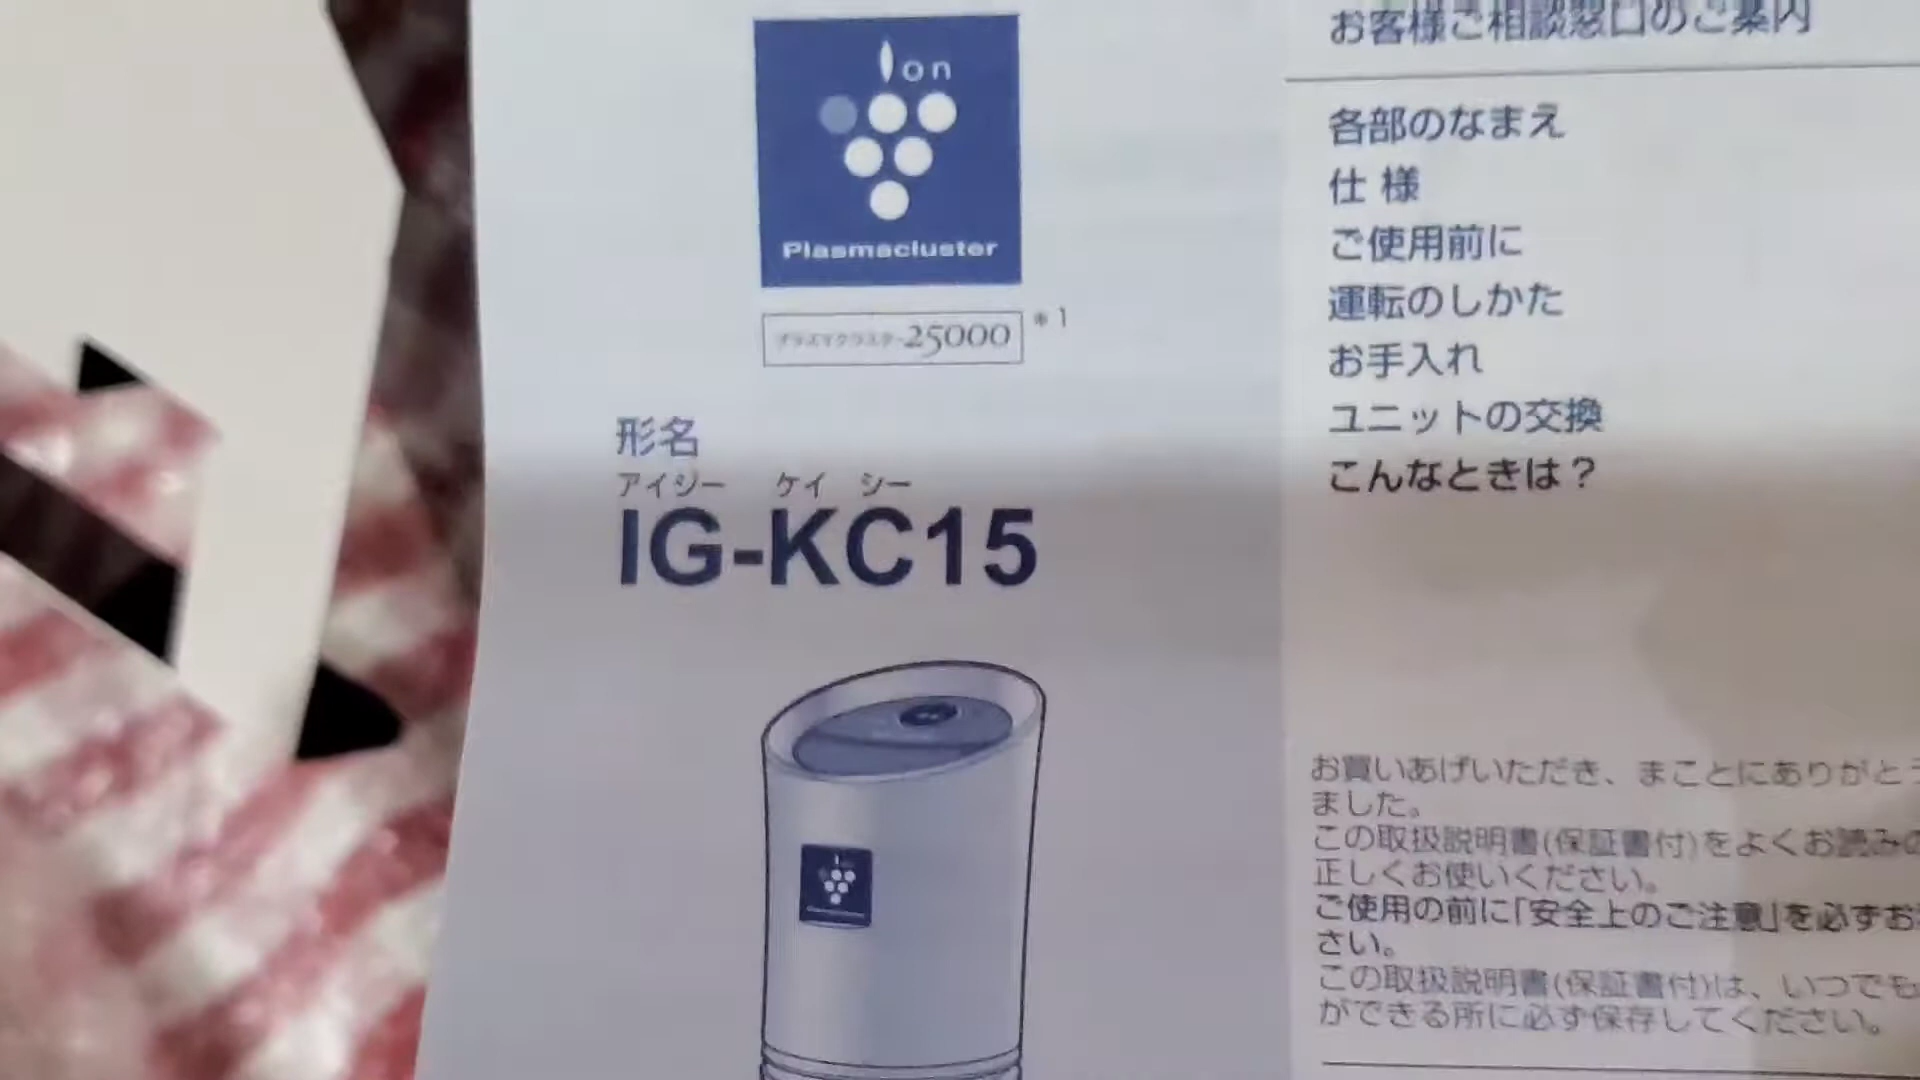 Ion
Plasmacluster
プラズマクラスター25000 *1
形名
アイジー ケイ シー
IG-KC15
お客様ご相談窓口のご案内
各部のなまえ
仕様
ご使用前に
運転のしかた
お手入れ
ユニットの交換
こんなときは?
お買いあげいただき、まことにありがとう
ました。
この取扱説明書(保証書付)をよくお読みの
正しくお使いください。
ご使用の前に「安全上のご注意」を必ずお
さい。
この取扱説明書(保証書付)は、いつでも
ができる所に必ず保存してください。